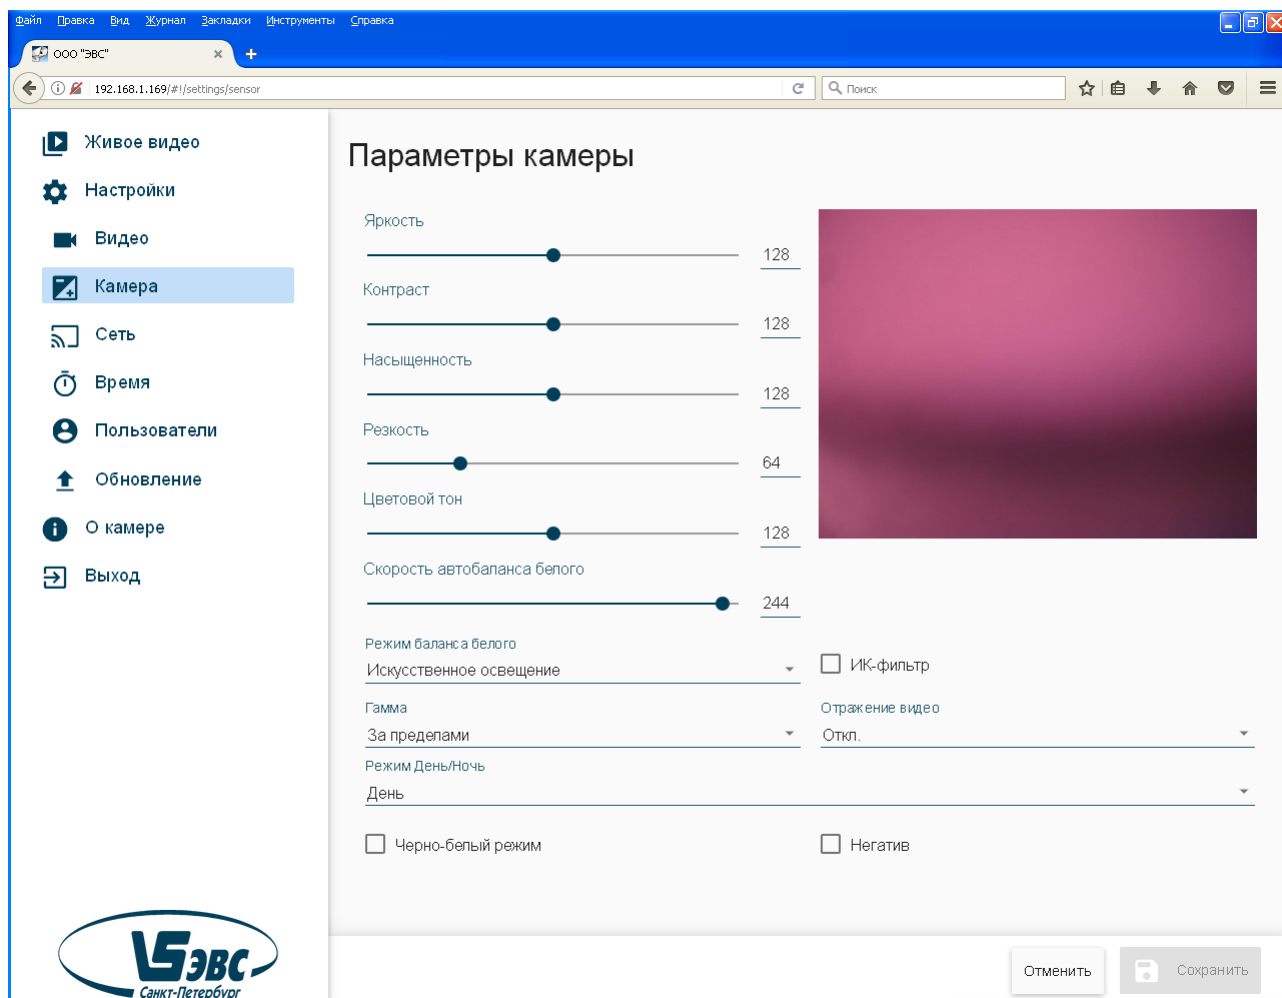 Файл Правка Вид Журнал Закладки Инструменты Справка
ООО "ЭВС"
192.168.1.169/#!/settings/sensor
Поиск
Живое видео
Настройки
Видео
Камера
Сеть
Время
Пользователи
Обновление
О камере
Выход
Параметры камеры
Яркость
128
Контраст
128
Насыщенность
128
Резкость
64
Цветовой тон
128
Скорость автобаланса белого
244
Режим баланса белого
Искусственное освещение
ИК-фильтр
Гамма
За пределами
Отражение видео
Откл.
Режим День/Ночь
День
Черно-белый режим
Негатив
ЭВС
Санкт-Петербург
Отменить
Сохранить